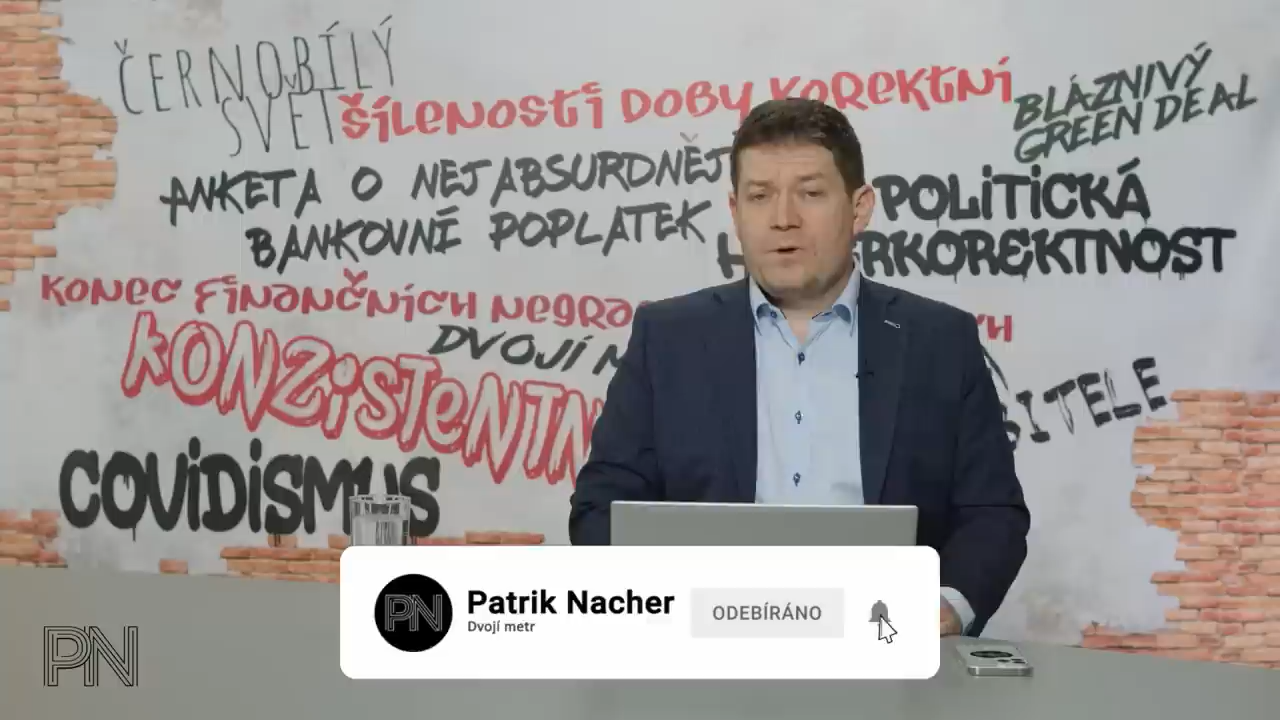 ČERNOBÍLÝ
SVĚT
ŠÍLENOSTI DOBY KOREKTNÍ
BLÁZNIVÝ
GREEN DEAL
ANKETA O NEJABSURDNĚJ
BANKOVNÍ POPLATEK
POLITICKÁ
RKOREKTNOST
KONEC FINANČNÍCH NEGRA
DVOJÍ M
KONZISTENTN
SITELE
COVIDISMUS
PN
Patrik Nacher
Dvojí metr
ODEBÍRÁNO
PN